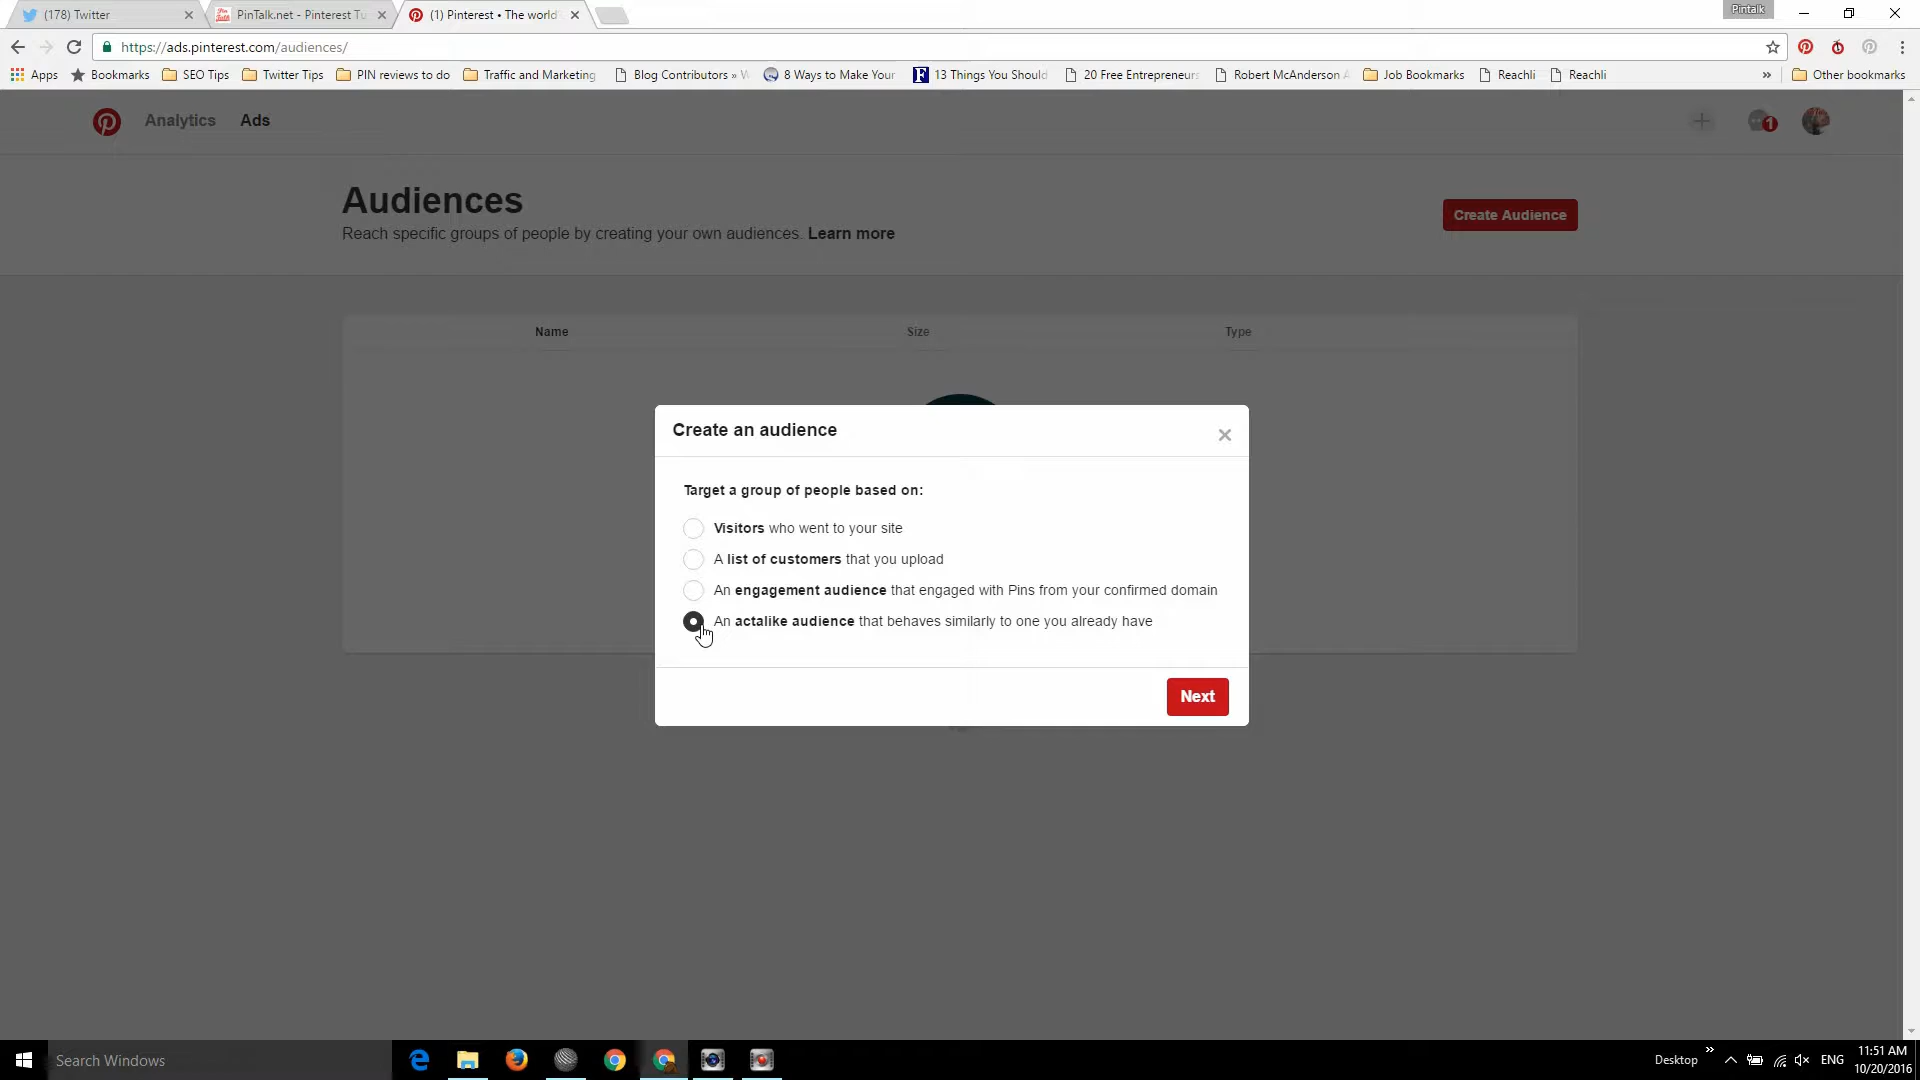 (178) Twitter
PinTalk.net - Pinterest Tu
(1) Pinterest • The world'
Pintalk
https://ads.pinterest.com/audiences/
Apps
Bookmarks
SEO Tips
Twitter Tips
PIN reviews to do
Traffic and Marketing
Blog Contributors » W
8 Ways to Make Your
13 Things You Should
20 Free Entrepreneurs
Robert McAnderson A
Job Bookmarks
Reachli
Reachli
»
Other bookmarks
Analytics
Ads
1
Audiences
Create Audience
Reach specific groups of people by creating your own audiences. Learn more
Name
Size
Type
Create an audience
Target a group of people based on:
Visitors who went to your site
A list of customers that you upload
An engagement audience that engaged with Pins from your confirmed domain
An actalike audience that behaves similarly to one you already have
Next
Search Windows
Desktop
»
ENG
11:51 AM
10/20/2016